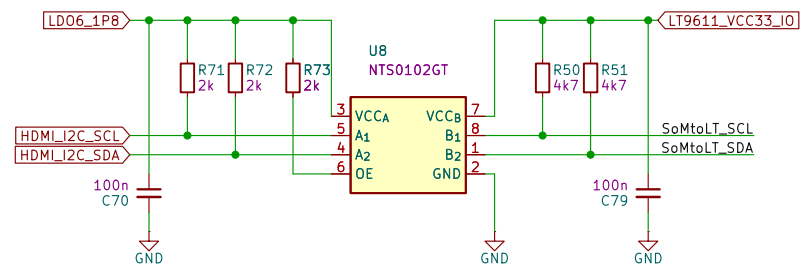 LDO6_1P8
LT9611_VCC33_IO
U8
NTS0102GT
R71
2k
R72
2k
R73
2k
R50
4k7
R51
4k7
3
VCCA
VCCB
7
HDMI_I2C_SCL
5
A1
B1
8
SoMtoLT_SCL
HDMI_I2C_SDA
4
A2
B2
1
SoMtoLT_SDA
6
OE
GND
2
100n
C70
100n
C79
GND
GND
GND